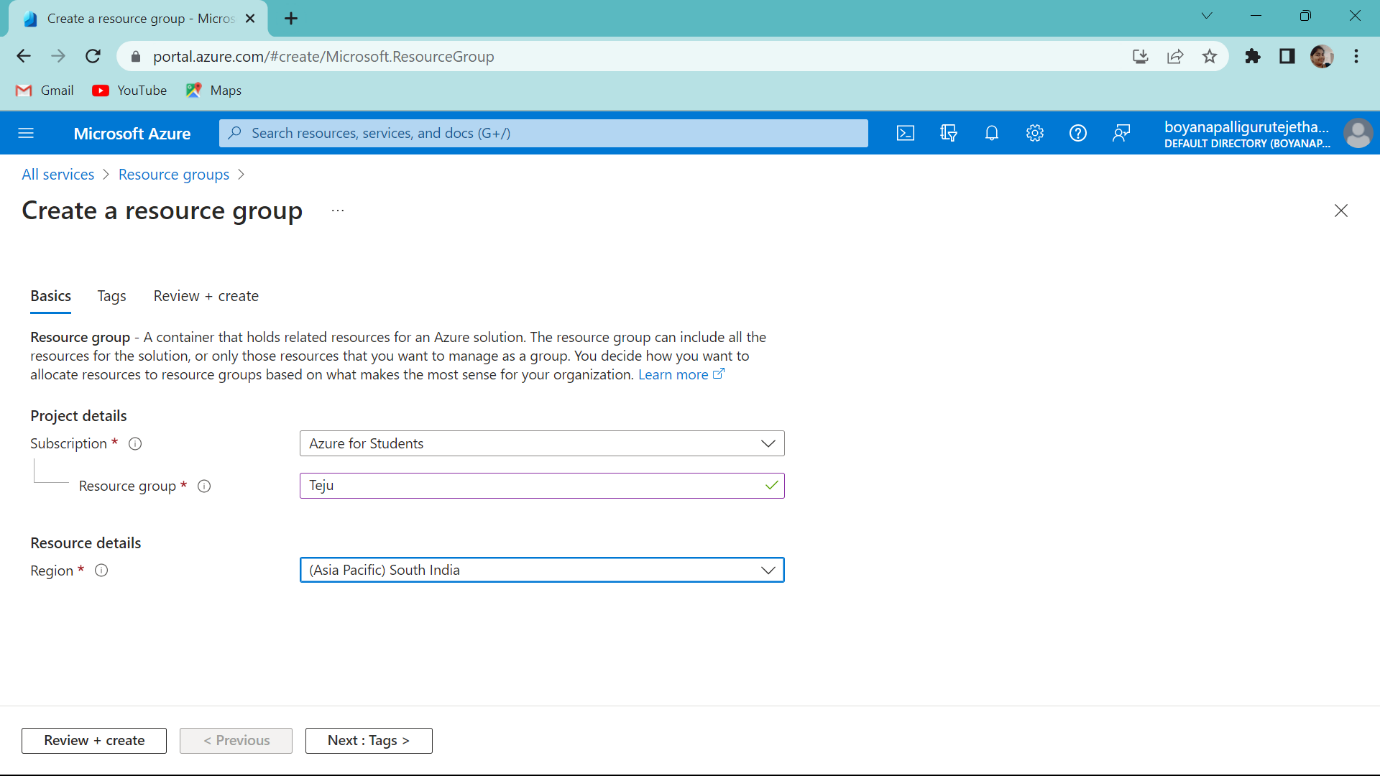 Create a resource group - Micros
portal.azure.com/#create/Microsoft.ResourceGroup
Gmail YouTube Maps
Microsoft Azure Search resources, services, and docs (G+/) boyanapalligurutejetha...
DEFAULT DIRECTORY (BOYANAP...
All services > Resource groups >
Create a resource group ...
Basics Tags Review + create
Resource group - A container that holds related resources for an Azure solution. The resource group can include all the
resources for the solution, or only those resources that you want to manage as a group. You decide how you want to
allocate resources to resource groups based on what makes the most sense for your organization. Learn more
Project details
Subscription * Azure for Students
Resource group * Teju
Resource details
Region * (Asia Pacific) South India
Review + create < Previous Next : Tags >